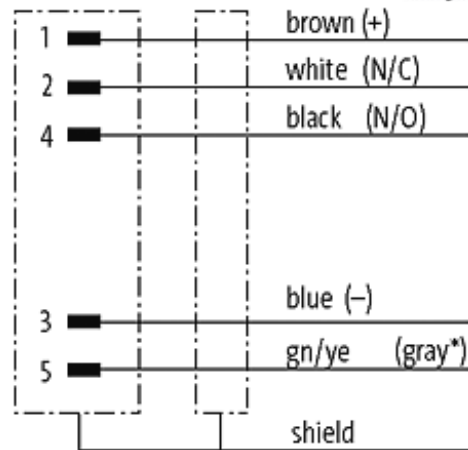 1 brown (+)
2 white (N/C)
4 black (N/O)
3 blue (–)
5 gn/ye (gray*)
shield